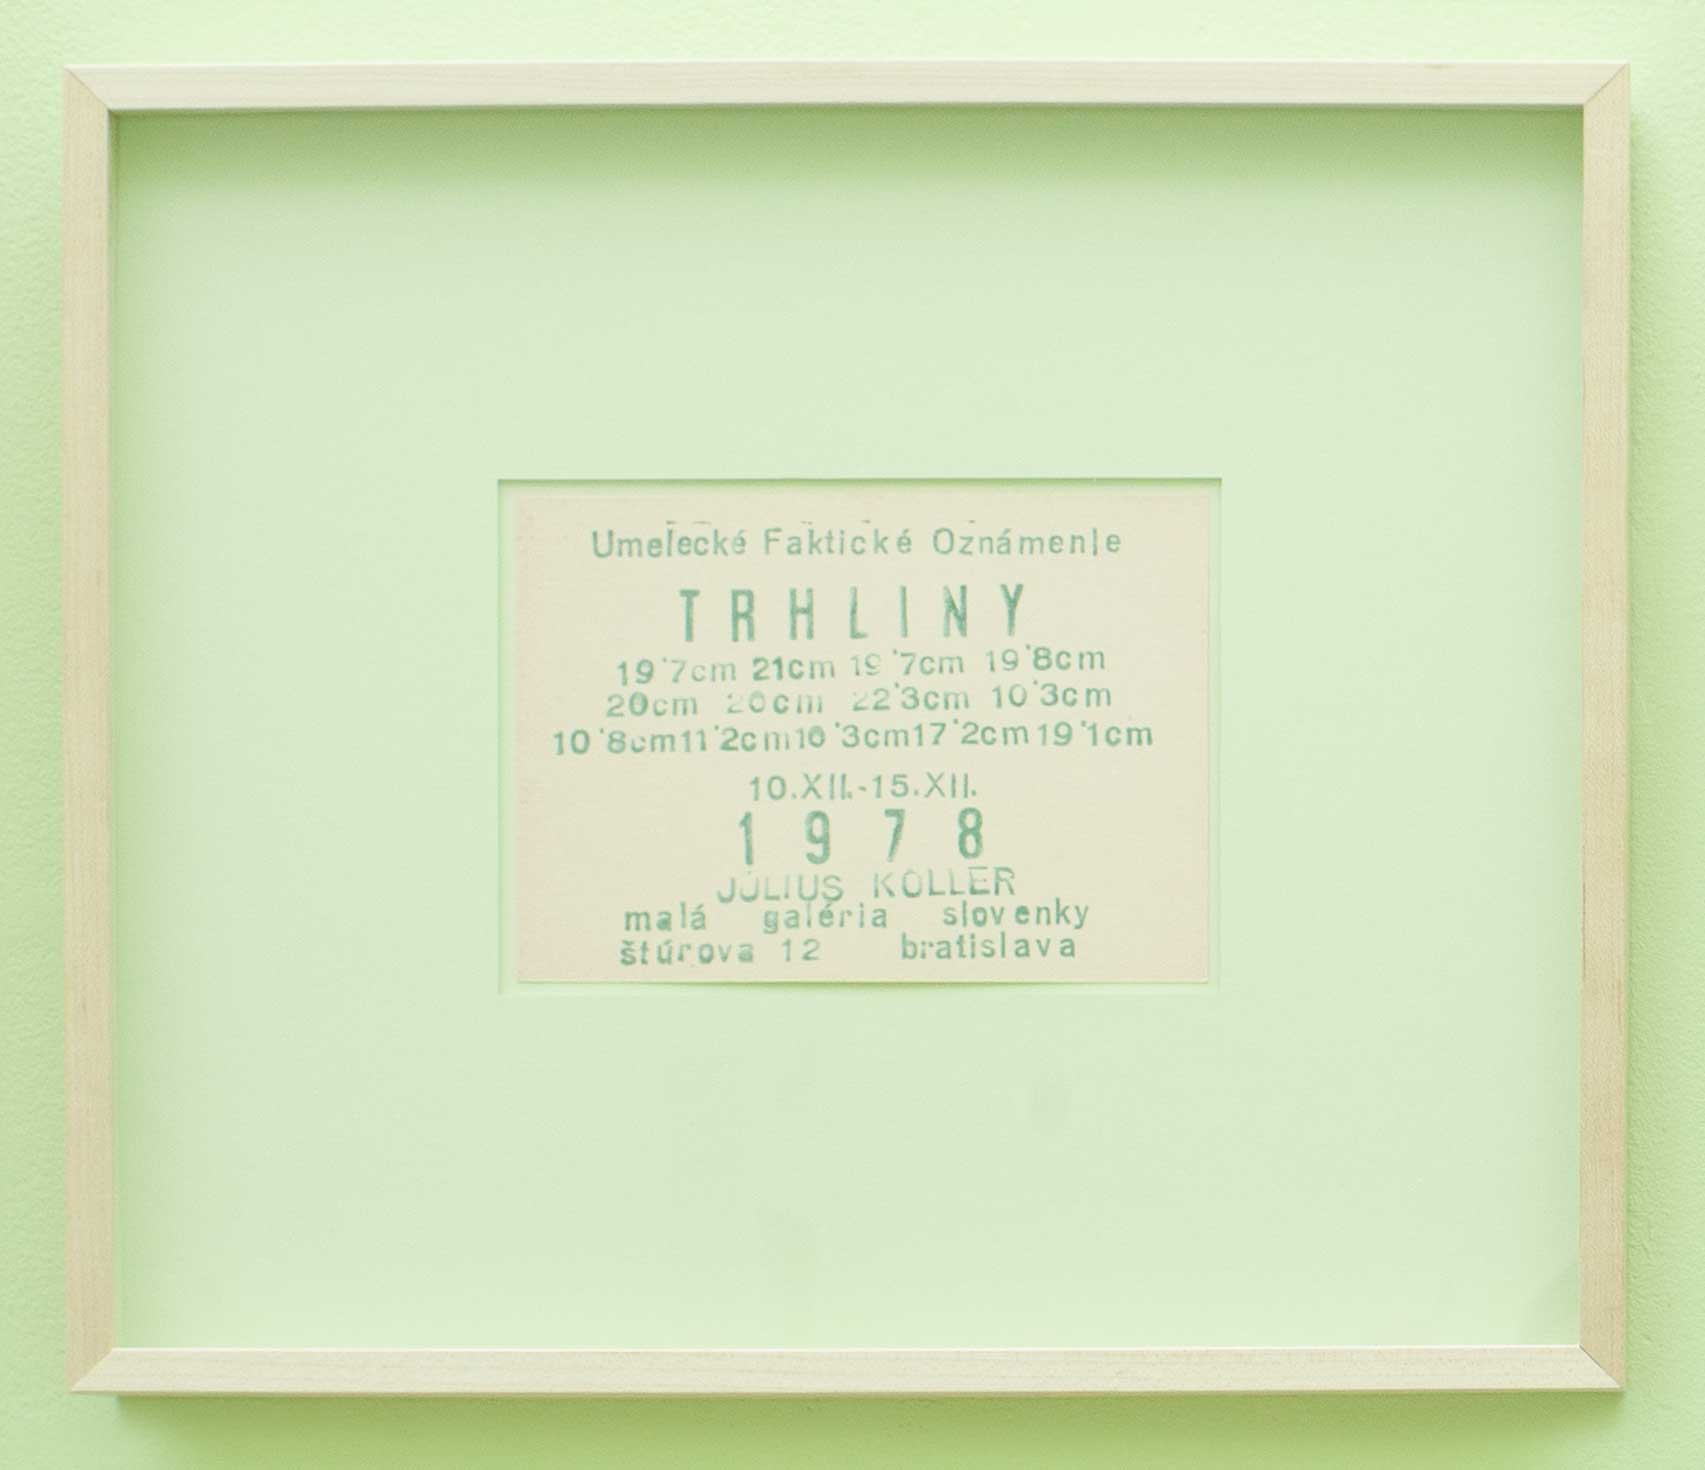 Umelecké Faktické Oznámenie
TRHLINY
19'7cm 21cm 19'7cm 19'8cm
20cm 20cm 22'3cm 10'3cm
10'8cm11'2cm10'3cm17'2cm19'1cm
10.XII.-15.XII.
1978
JÚLIUS KOLLER
malá galéria slovenky
štúrova 12 bratislava